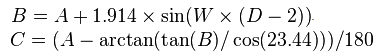 B = A + 1.914 × sin(W × (D − 2))
C = (A − arctan(tan(B)/ cos(23.44)))/180